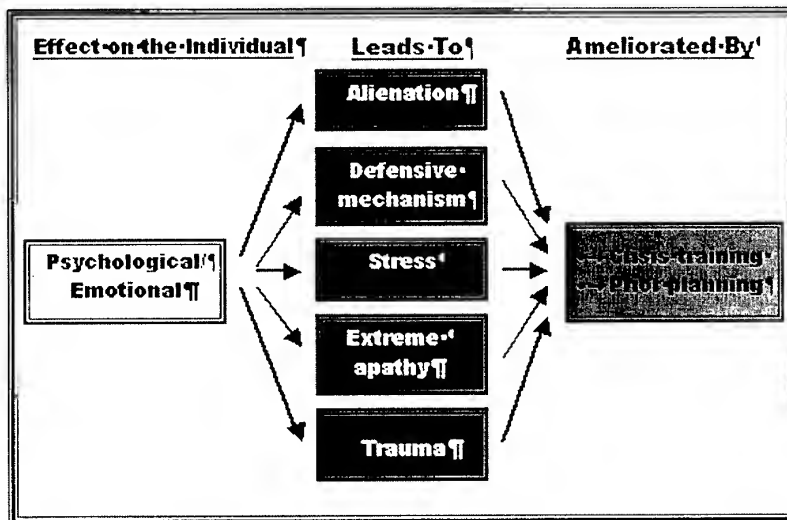 Effect·on·the·Individual¶
Leads·To¶
Ameliorated·By¶
Alienation¶
Defensive·
mechanism¶
Psychological/¶
Emotional¶
Stress¶
Crisis·training·
Prior·planning¶
Extreme·
apathy¶
Trauma¶